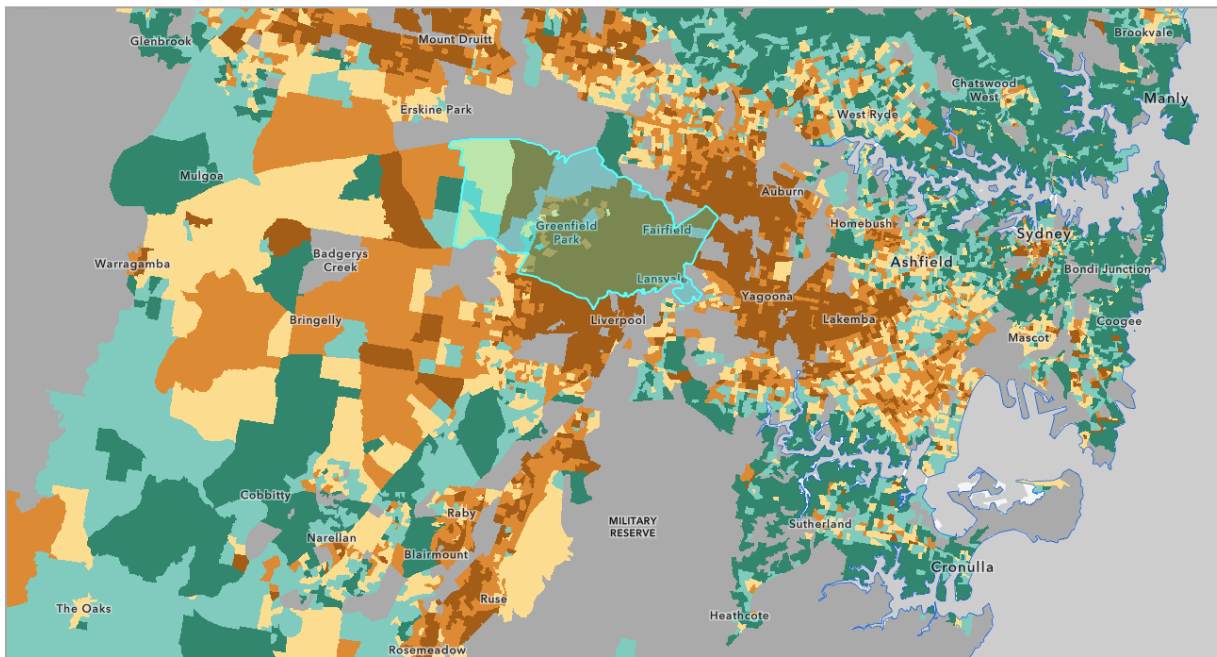 Glenbrook
Mount Druitt
Brookvale
Chatswood
West
Manly
Erskine Park
West Ryde
Mulgoa
Auburn
Greenfield
Park
Fairfield
Homebush
Sydney
Badgerys
Creek
Warragamba
Ashfield
Bondi Junction
Lansvale
Yagoona
Bringelly
Liverpool
Lakemba
Coogee
Mascot
Cobbitty
Raby
MILITARY
RESERVE
Sutherland
Narellan
Blairmount
Cronulla
Ruse
The Oaks
Heathcote
Rosemeadow